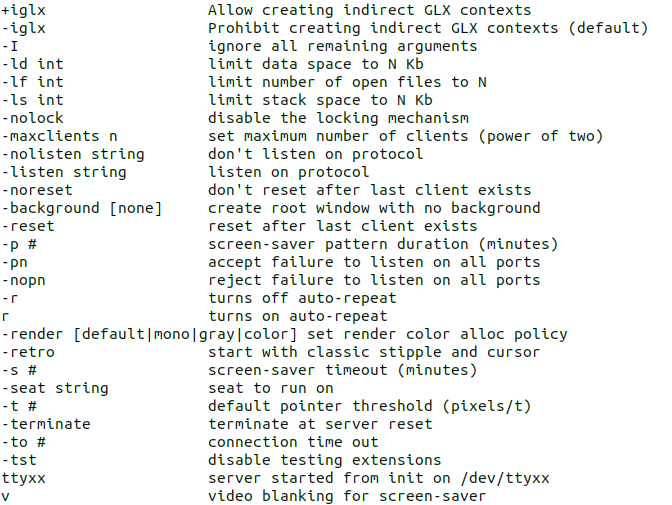 +iglx                  Allow creating indirect GLX contexts
-iglx                  Prohibit creating indirect GLX contexts (default)
-I                     ignore all remaining arguments
-ld int                limit data space to N Kb
-lf int                limit number of open files to N
-ls int                limit stack space to N Kb
-nolock                disable the locking mechanism
-maxclients n          set maximum number of clients (power of two)
-nolisten string       don't listen on protocol
-listen string         listen on protocol
-noreset               don't reset after last client exists
-background [none]     create root window with no background
-reset                 reset after last client exists
-p #                   screen-saver pattern duration (minutes)
-pn                    accept failure to listen on all ports
-nopn                  reject failure to listen on all ports
-r                     turns off auto-repeat
r                      turns on auto-repeat
-render [default|mono|gray|color] set render color alloc policy
-retro                 start with classic stipple and cursor
-s #                   screen-saver timeout (minutes)
-seat string           seat to run on
-t #                   default pointer threshold (pixels/t)
-terminate             terminate at server reset
-to #                  connection time out
-tst                   disable testing extensions
ttyxx                  server started from init on /dev/ttyxx
v                      video blanking for screen-saver